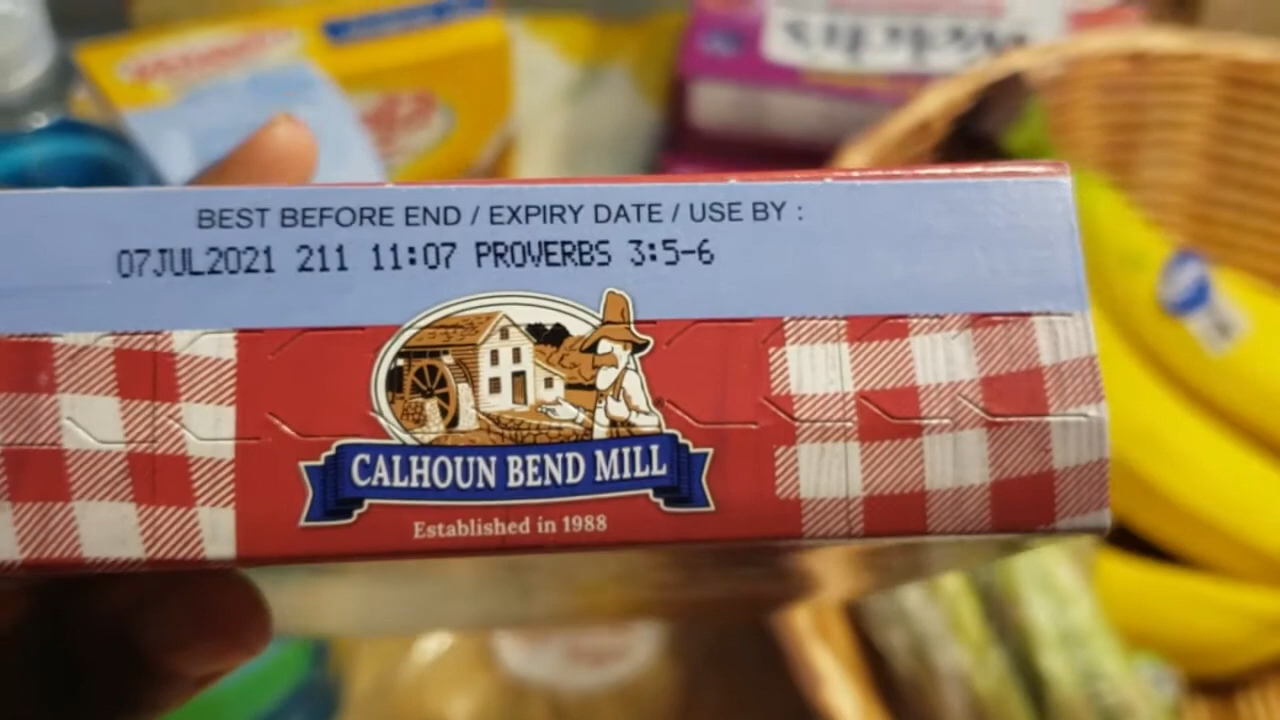 BEST BEFORE END / EXPIRY DATE / USE BY :
07JUL2021 211 11:07 PROVERBS 3:5-6
CALHOUN BEND MILL
Established in 1988